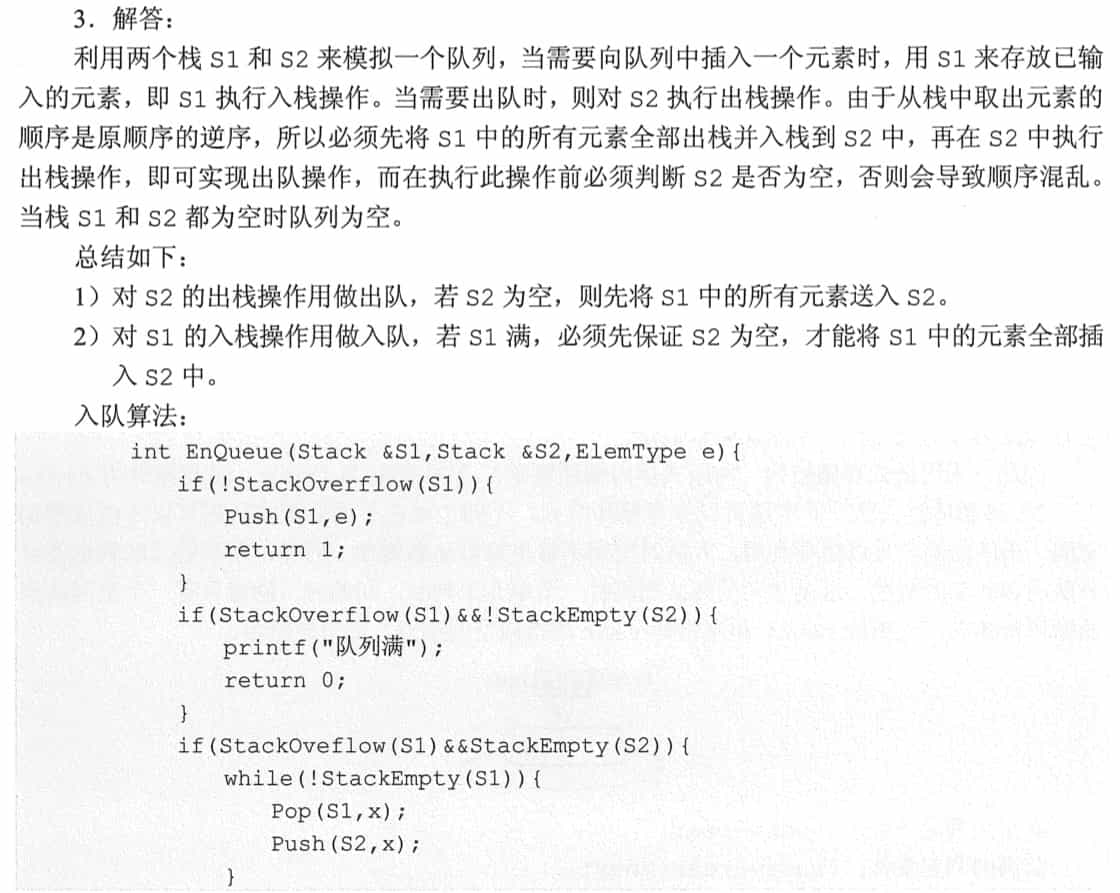 3．解答：
利用两个栈 S1 和 S2 来模拟一个队列，当需要向队列中插入一个元素时，用 S1 来存放已输
入的元素，即 S1 执行入栈操作。当需要出队时，则对 S2 执行出栈操作。由于从栈中取出元素的
顺序是原顺序的逆序，所以必须先将 S1 中的所有元素全部出栈并入栈到 S2 中，再在 S2 中执行
出栈操作，即可实现出队操作，而在执行此操作前必须判断 S2 是否为空，否则会导致顺序混乱。
当栈 S1 和 S2 都为空时队列为空。
总结如下：
1）对 S2 的出栈操作用做出队，若 S2 为空，则先将 S1 中的所有元素送入 S2。
2）对 S1 的入栈操作用做入队，若 S1 满，必须先保证 S2 为空，才能将 S1 中的元素全部插
入 S2 中。
入队算法：
int EnQueue(Stack &S1,Stack &S2,ElemType e){
if(!StackOverflow(S1)){
Push(S1,e);
return 1;
}
if(StackOverflow(S1)&&!StackEmpty(S2)){
printf("队列满");
return 0;
}
if(StackOveflow(S1)&&StackEmpty(S2)){
while(!StackEmpty(S1)){
Pop(S1,x);
Push(S2,x);
}